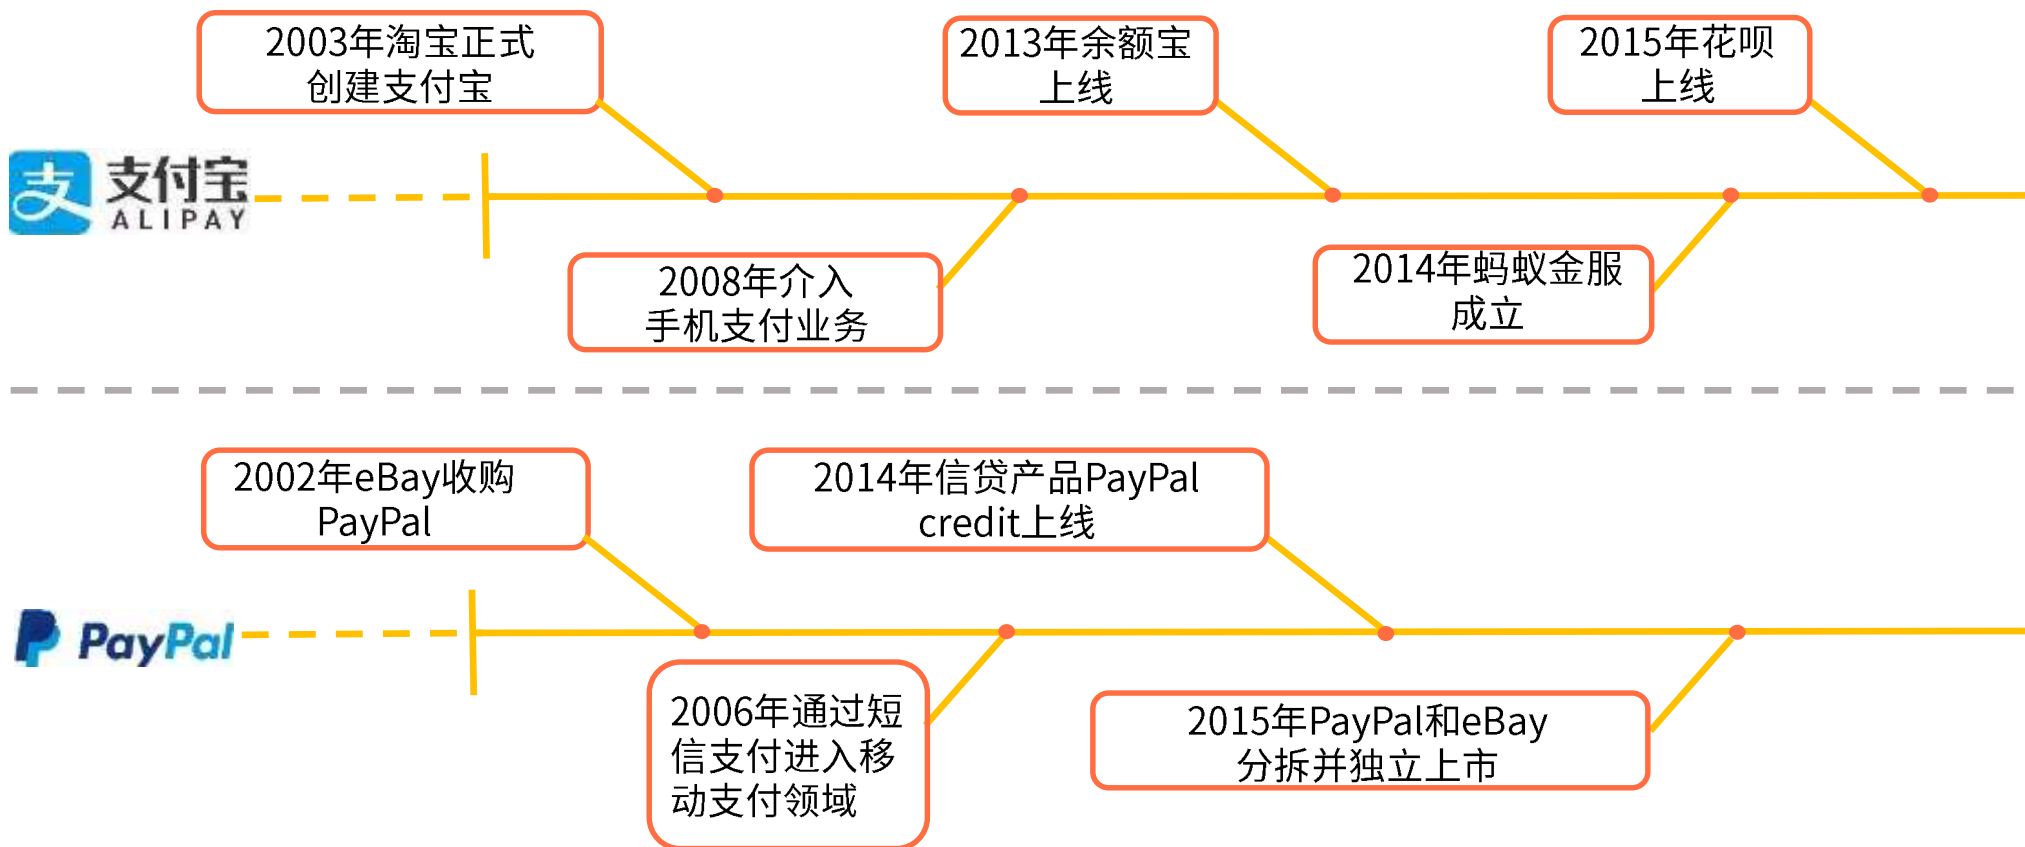 2003年淘宝正式
创建支付宝
2013年余额宝
上线
2015年花呗
上线
支 支付宝
ALIPAY
2008年介入
手机支付业务
2014年蚂蚁金服
成立
2002年eBay收购
PayPal
2014年信贷产品PayPal
credit上线
PayPal
2006年通过短
信支付进入移
动支付领域
2015年PayPal和eBay
分拆并独立上市